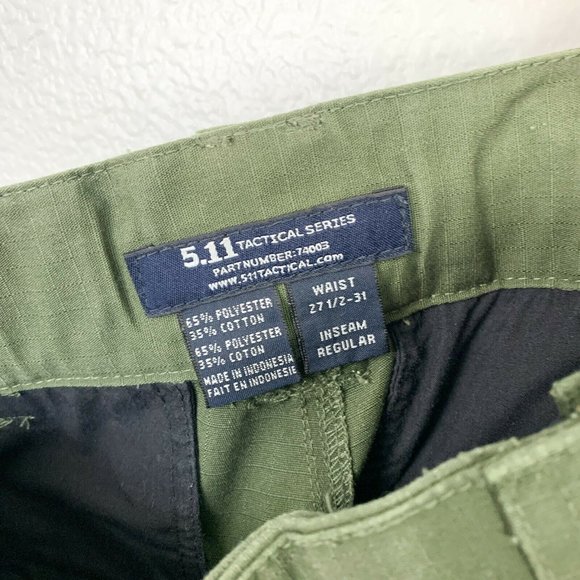 5.11 TACTICAL SERIES
PART NUMBER: 74003
www.511TACTICAL.com
65% POLYESTER
35% COTTON
65% POLYESTER
35% COTTON
MADE IN INDONESIA
FAIT EN INDONESIE
WAIST
27 1/2-31
INSEAM
REGULAR